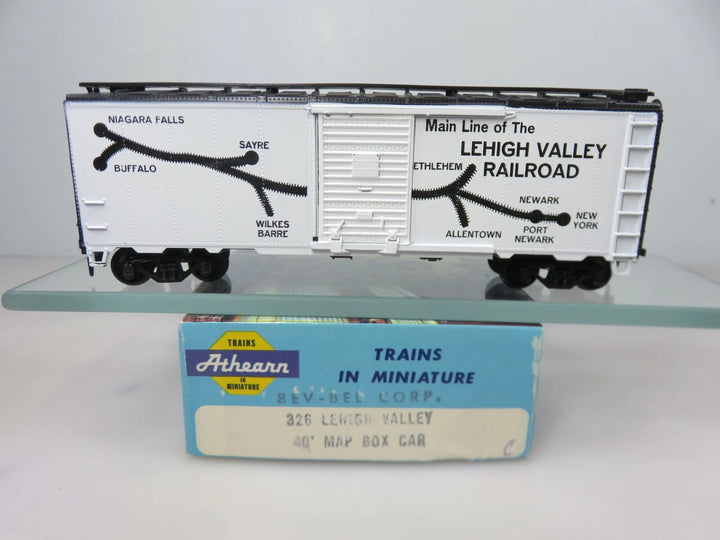 NIAGARA FALLS
BUFFALO
SAYRE
WILKES
BARRE
Main Line of The
LEHIGH VALLEY
RAILROAD
ETHLEHEM
ALLENTOWN
NEWARK
PORT
NEWARK
NEW
YORK
TRAINS
Athearn
IN
MINIATURE
TRAINS
IN MINIATURE
BEV-BEL CORP.
326 LEHIGH VALLEY
40' MAP BOX CAR
C